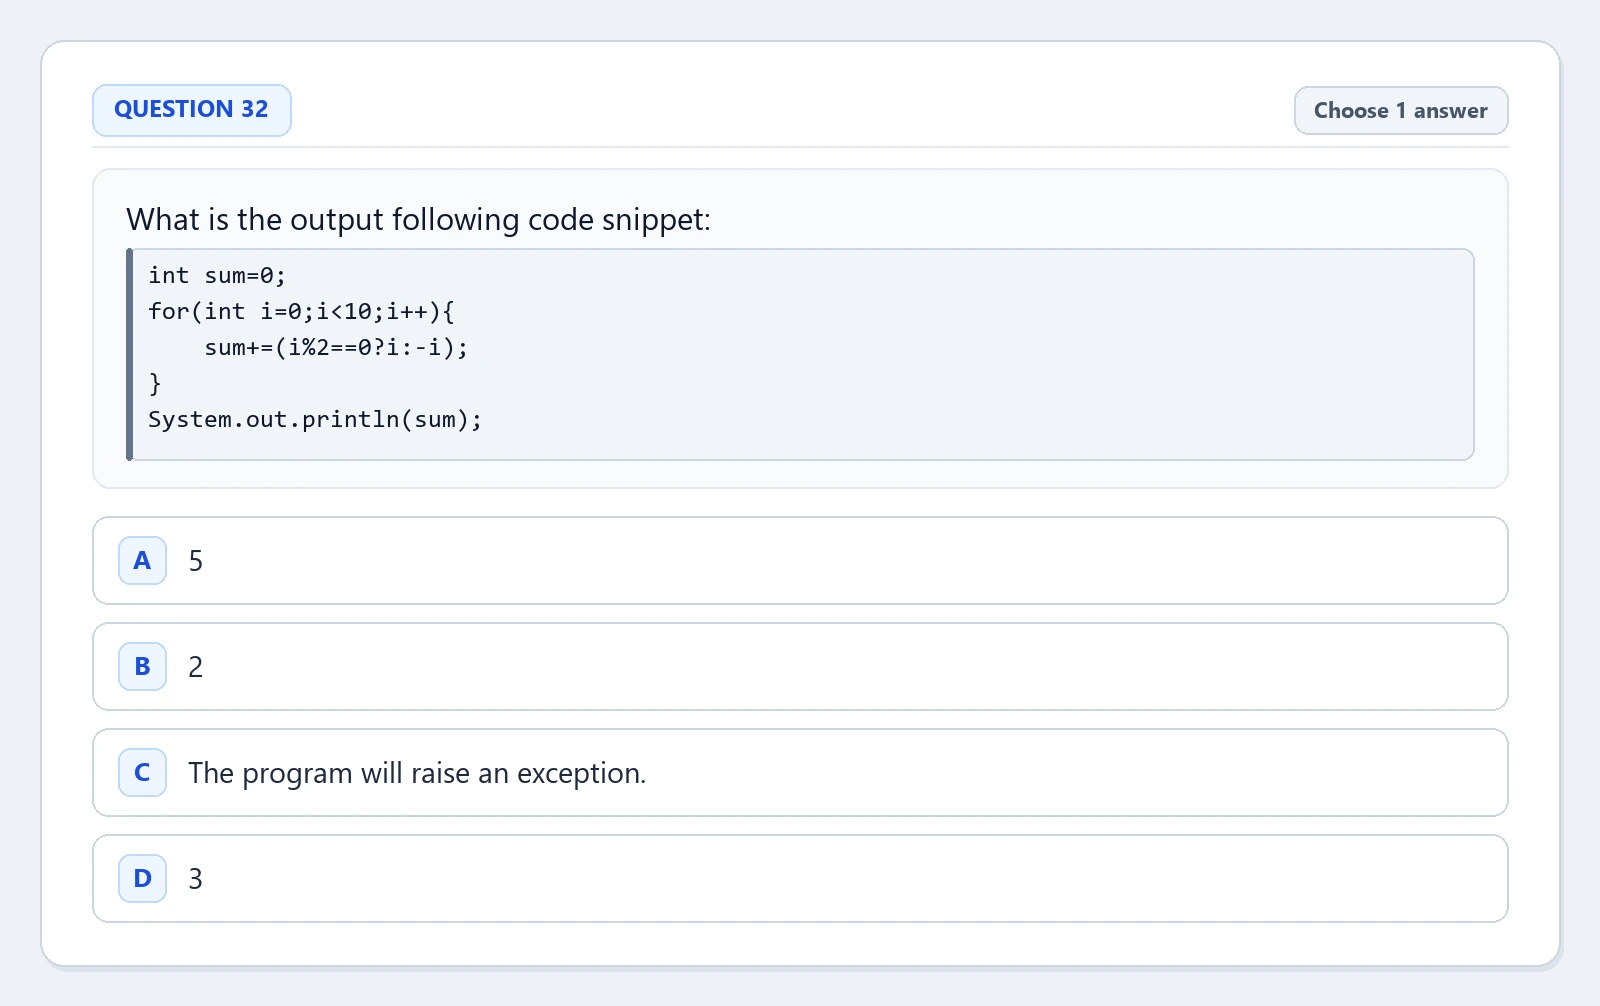 QUESTION 32
Choose 1 answer
What is the output following code snippet:
int sum=0;
for(int i=0;i<10;i++){
    sum+=(i%2==0?i:-i);
}
System.out.println(sum);
A 5
B 2
C The program will raise an exception.
D 3